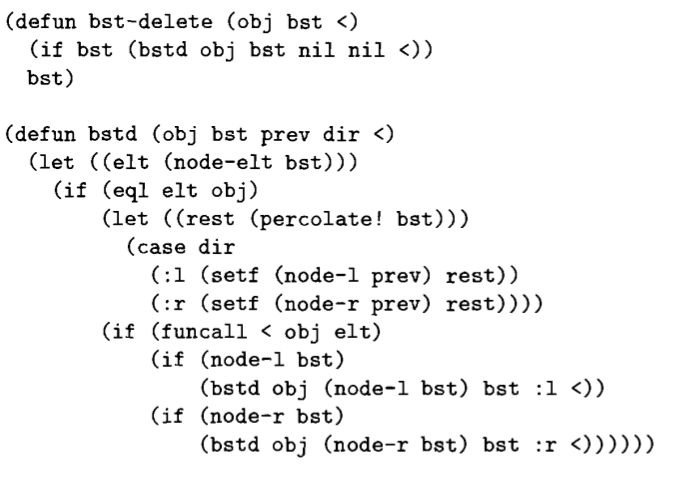 (defun bst-delete (obj bst <)
  (if bst (bstd obj bst nil nil <))
  bst)

(defun bstd (obj bst prev dir <)
  (let ((elt (node-elt bst)))
    (if (eql elt obj)
        (let ((rest (percolate! bst)))
          (case dir
            (:l (setf (node-l prev) rest))
            (:r (setf (node-r prev) rest))))
        (if (funcall < obj elt)
            (if (node-l bst)
                (bstd obj (node-l bst) bst :l <))
            (if (node-r bst)
                (bstd obj (node-r bst) bst :r <))))))